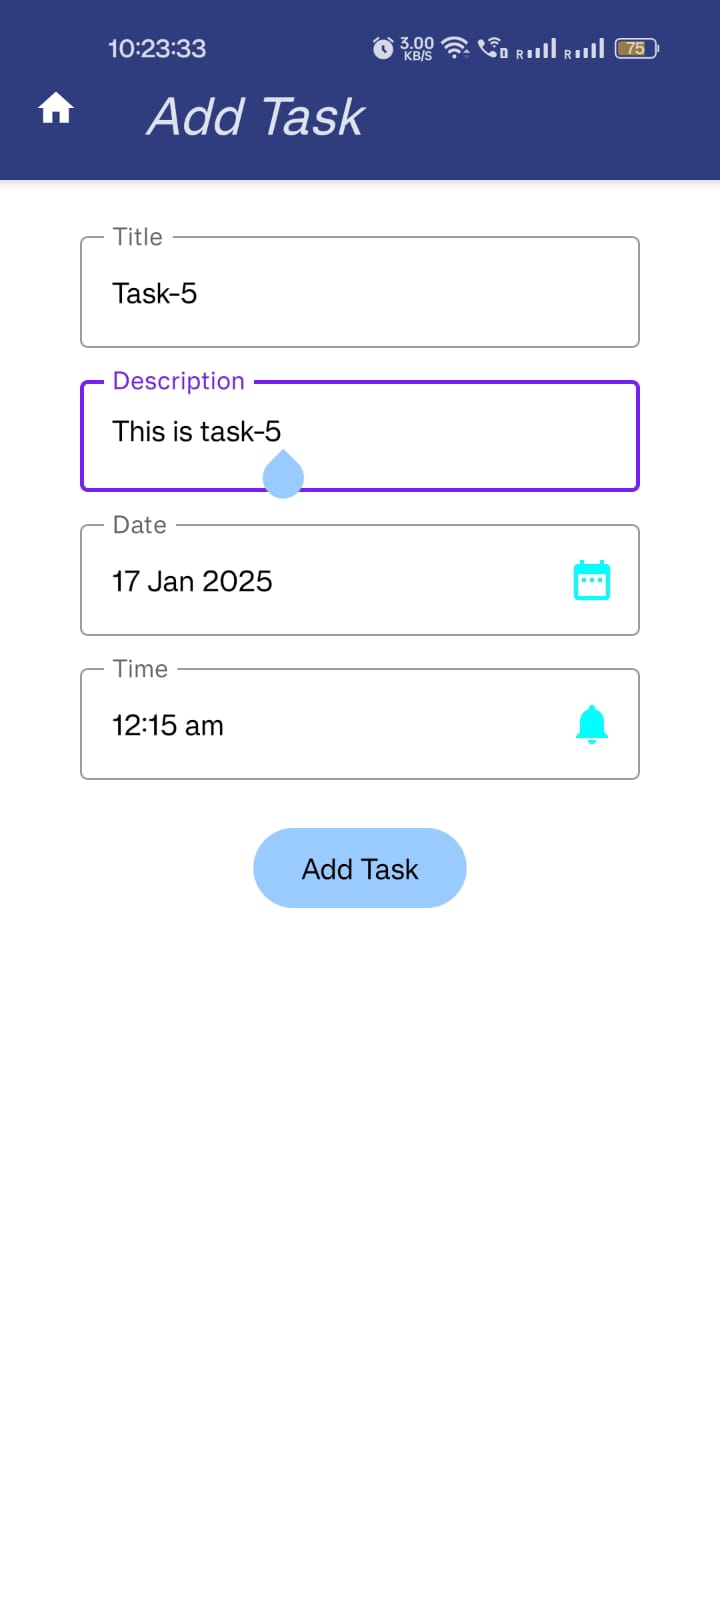 10:23:33
3.00 KB/S
R R 75
Add Task
Title
Task-5
Description
This is task-5
Date
17 Jan 2025
Time
12:15 am
Add Task